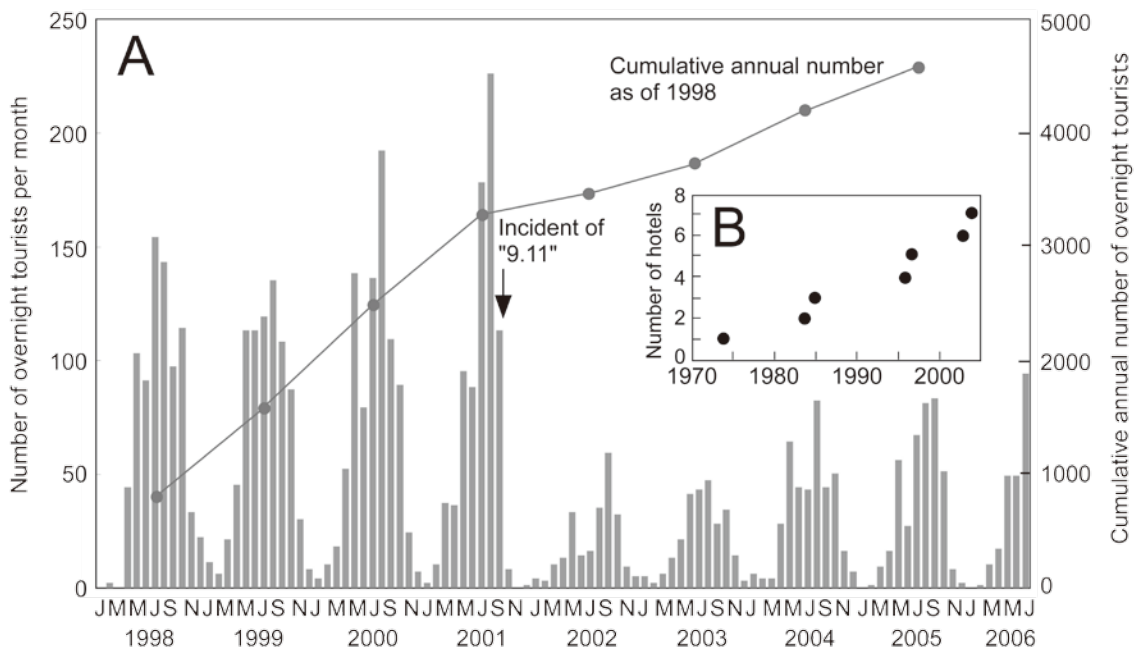 250
200
150
100
50
0
Number of overnight tourists per month
A
Cumulative annual number
as of 1998
Incident of
"9.11"
5000
4000
3000
2000
1000
0
Cumulative annual number of overnight tourists
B
8
6
4
2
0
Number of hotels
1970 1980 1990 2000
J M M J S N J M M J S N J M M J S N J M M J S N J M M J S N J M M J S N J M M J S N J M M J S N J M M J
1998 1999 2000 2001 2002 2003 2004 2005 2006